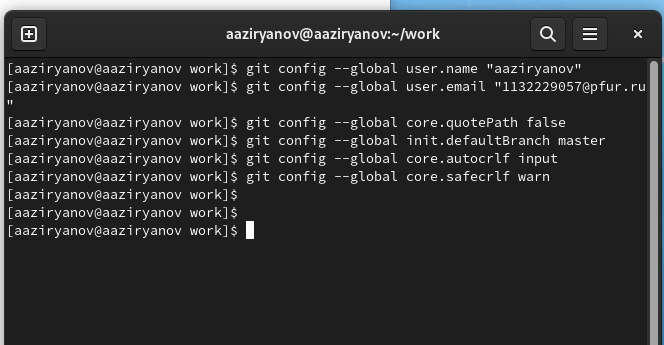 aaziryanov@aaziryanov:~/work
[aaziryanov@aaziryanov work]$ git config --global user.name "aaziryanov"
[aaziryanov@aaziryanov work]$ git config --global user.email "1132229057@pfur.ru
"
[aaziryanov@aaziryanov work]$ git config --global core.quotePath false
[aaziryanov@aaziryanov work]$ git config --global init.defaultBranch master
[aaziryanov@aaziryanov work]$ git config --global core.autocrlf input
[aaziryanov@aaziryanov work]$ git config --global core.safecrlf warn
[aaziryanov@aaziryanov work]$
[aaziryanov@aaziryanov work]$
[aaziryanov@aaziryanov work]$